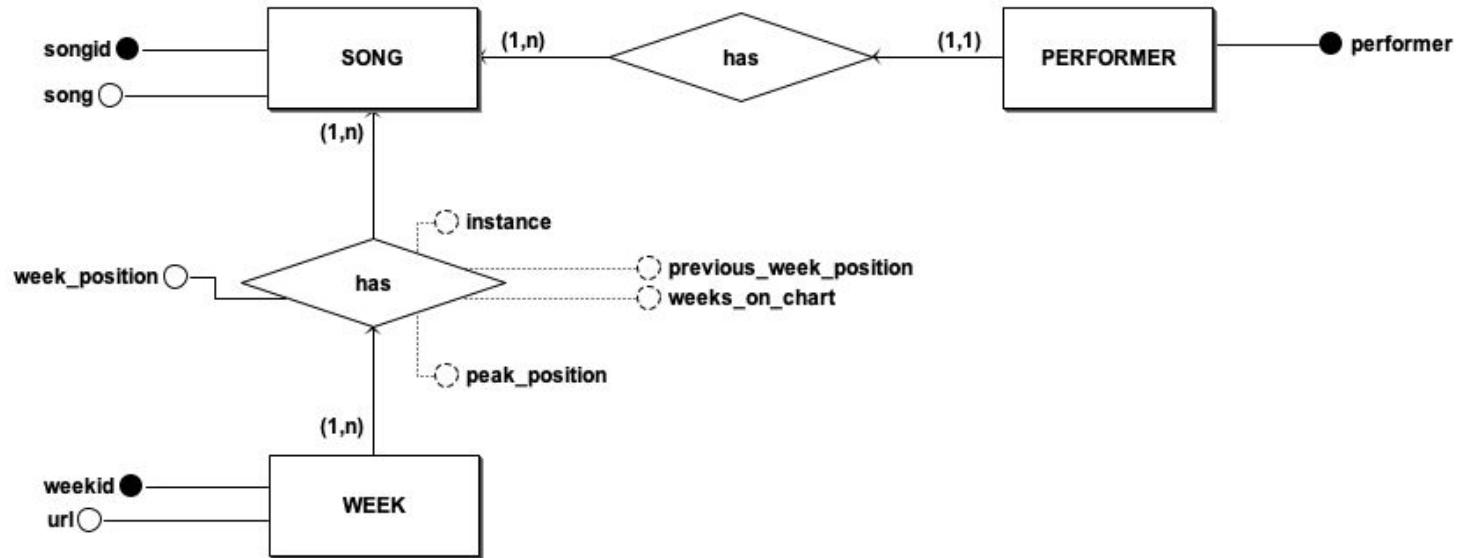 songid
song
SONG
(1,n)
has
(1,1)
PERFORMER
performer
(1,n)
instance
week_position
has
previous_week_position
weeks_on_chart
peak_position
(1,n)
weekid
url
WEEK